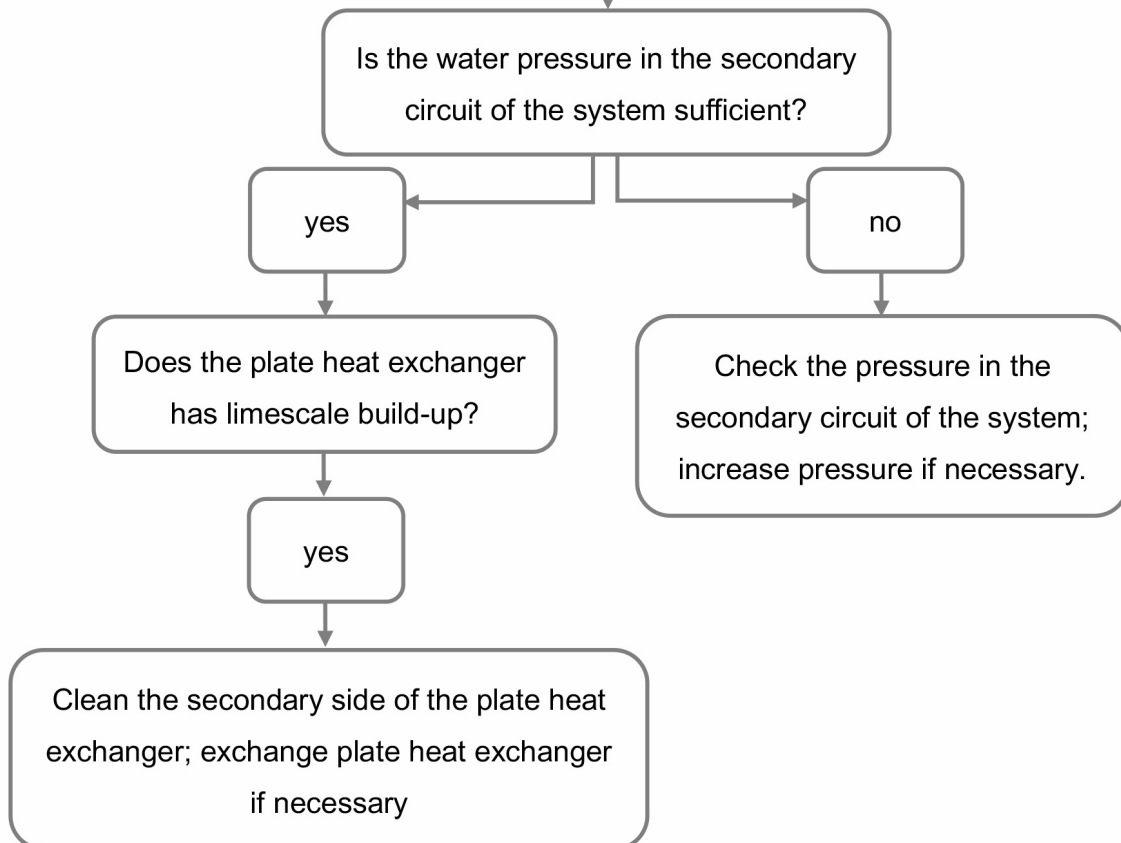 Is the water pressure in the secondary
circuit of the system sufficient?
yes
no
Does the plate heat exchanger
has limescale build-up?
Check the pressure in the
secondary circuit of the system;
increase pressure if necessary.
yes
Clean the secondary side of the plate heat
exchanger; exchange plate heat exchanger
if necessary